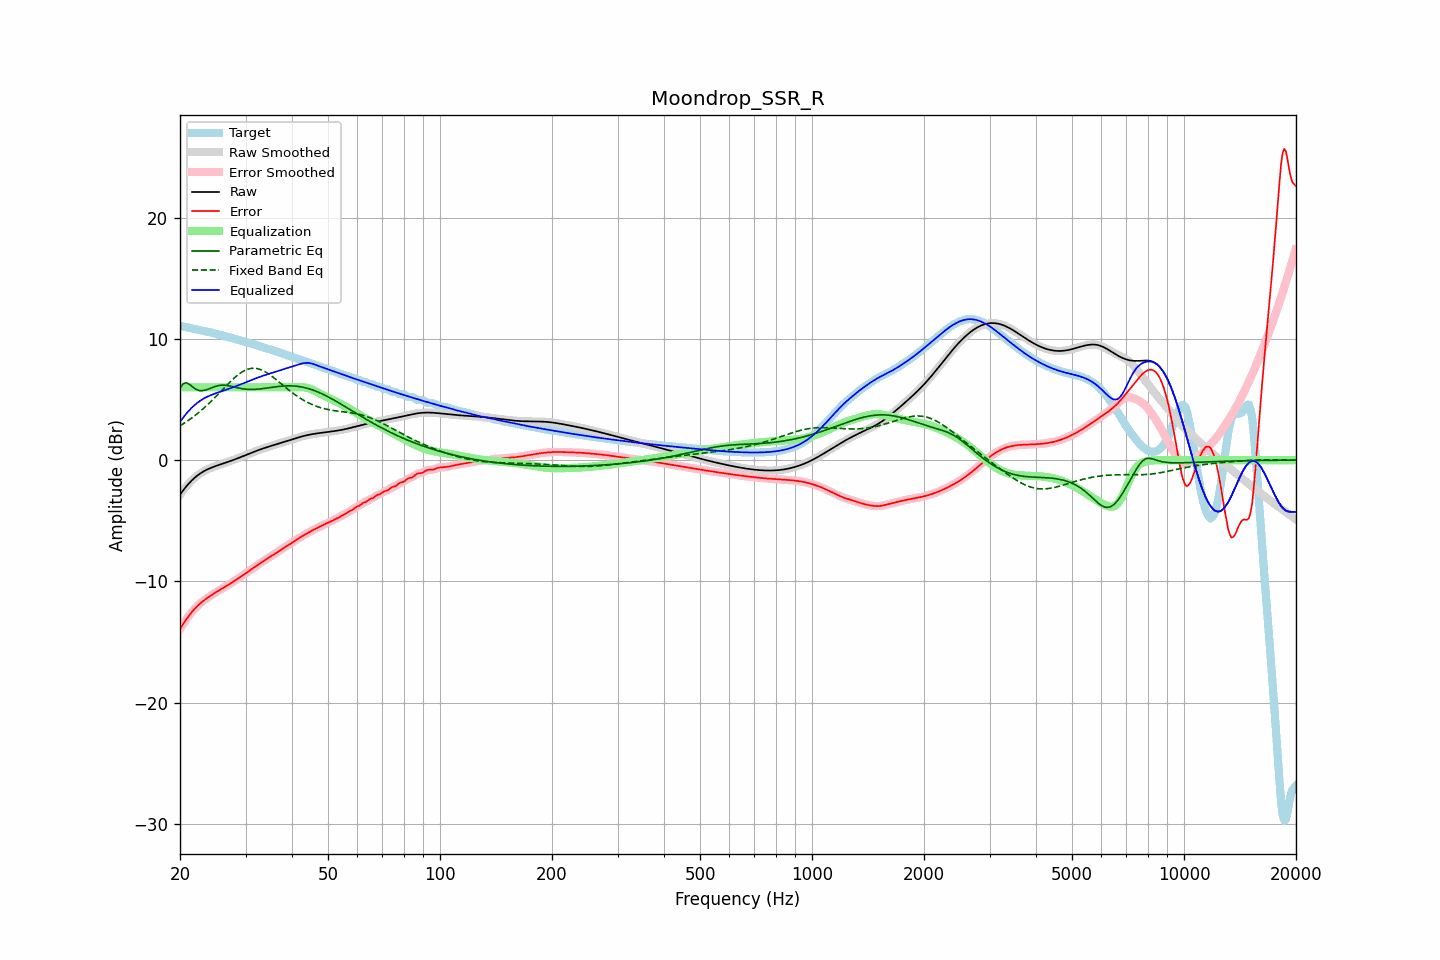 Moondrop_SSR_R
Target
Raw Smoothed
Error Smoothed
Raw
Error
Equalization
Parametric Eq
Fixed Band Eq
Equalized
Amplitude (dBr)
20
10
0
−10
−20
−30
20 50 100 200 500 1000 2000 5000 10000 20000
Frequency (Hz)